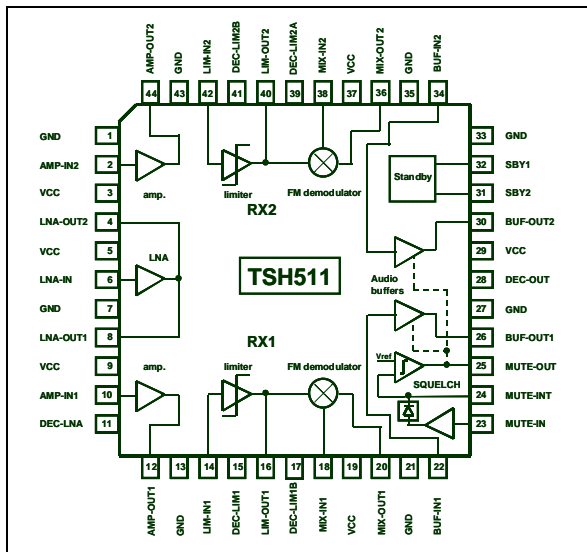 AMP-OUT2
GND
LIM-IN2
DEC-LIM2B
LIM-OUT2
DEC-LIM2A
MIX-IN2
VCC
MIX-OUT2
GND
BUF-IN2
44 43 42 41 40 39 38 37 36 35 34
GND 1
AMP-IN2 2
VCC 3
LNA-OUT2 4
VCC 5
LNA-IN 6
GND 7
LNA-OUT1 8
VCC 9
AMP-IN1 10
DEC-LNA 11
amp.
limiter
FM demodulator
RX2
Standby
LNA
TSH511
Audio
buffers
RX1
amp.
limiter
FM demodulator
Vref
SQUELCH
33 GND
32 SBY1
31 SBY2
30 BUF-OUT2
29 VCC
28 DEC-OUT
27 GND
26 BUF-OUT1
25 MUTE-OUT
24 MUTE-INT
23 MUTE-IN
12 13 14 15 16 17 18 19 20 21 22
AMP-OUT1
GND
LIM-IN1
DEC-LIM1
LIM-OUT1
DEC-LIM1B
MIX-IN1
VCC
MIX-OUT1
GND
BUF-IN1